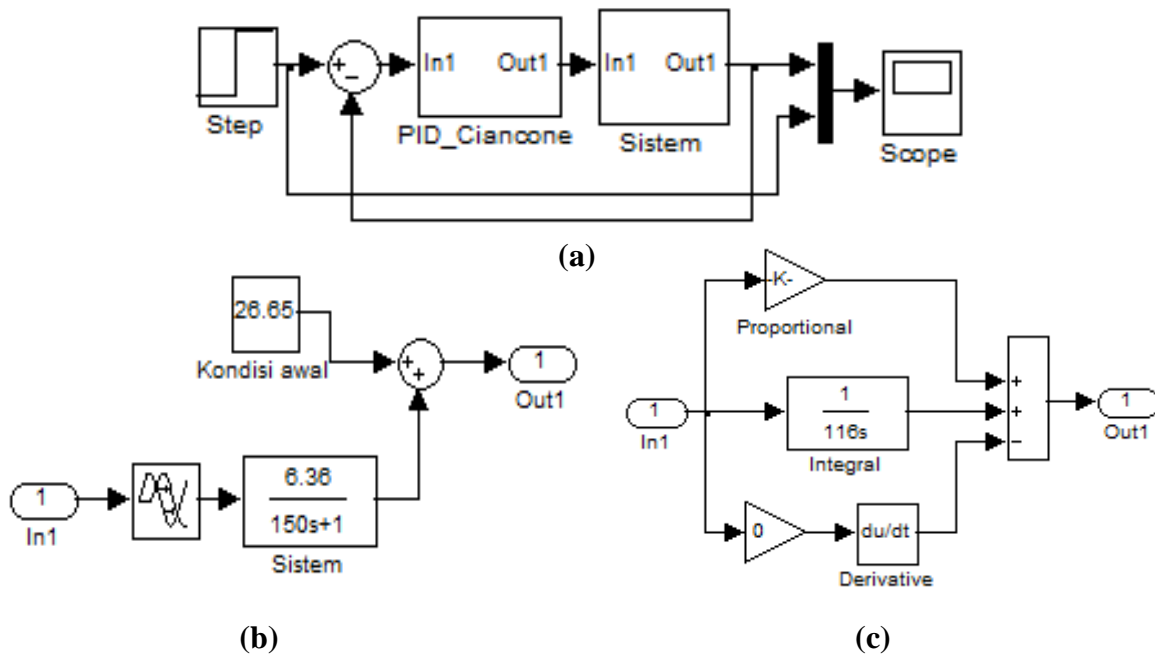 Step
+
−
In1 Out1
PID_Ciancone
In1 Out1
Sistem
Scope
(a)
26.65
Kondisi awal
+
+
1
Out1
1
In1
6.36
150s+1
Sistem
(b)
-K-
Proportional
1
In1
1
116s
Integral
0
du/dt
Derivative
+
+
−
1
Out1
(c)